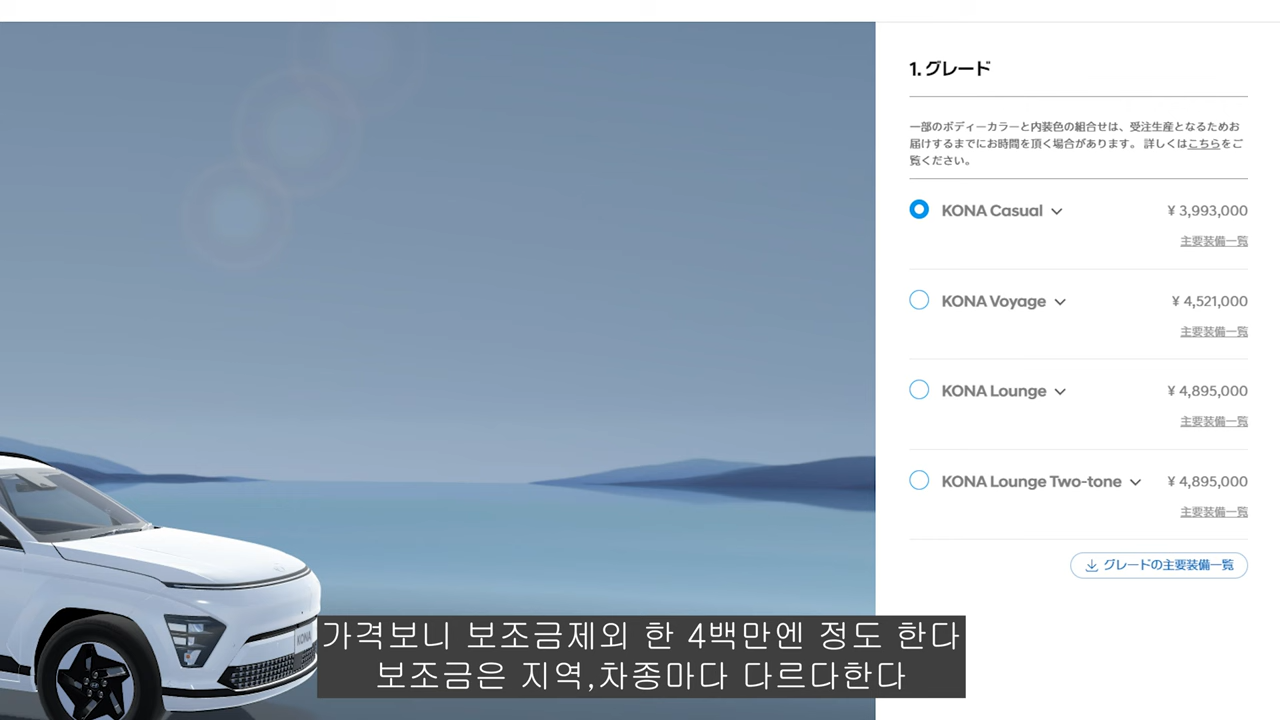 1. グレード
一部のボディーカラーと内装色の組合せは、受注生産となるためお
届けするまでにお時間を頂く場合があります。 詳しくはこちらをご
覧ください。
KONA Casual ¥ 3,993,000
主要装備一覧
KONA Voyage ¥ 4,521,000
主要装備一覧
KONA Lounge ¥ 4,895,000
主要装備一覧
KONA Lounge Two-tone ¥ 4,895,000
主要装備一覧
グレードの主要装備一覧
KONA
가격보니 보조금제외 한 4백만엔 정도 한다
보조금은 지역,차종마다 다르다한다